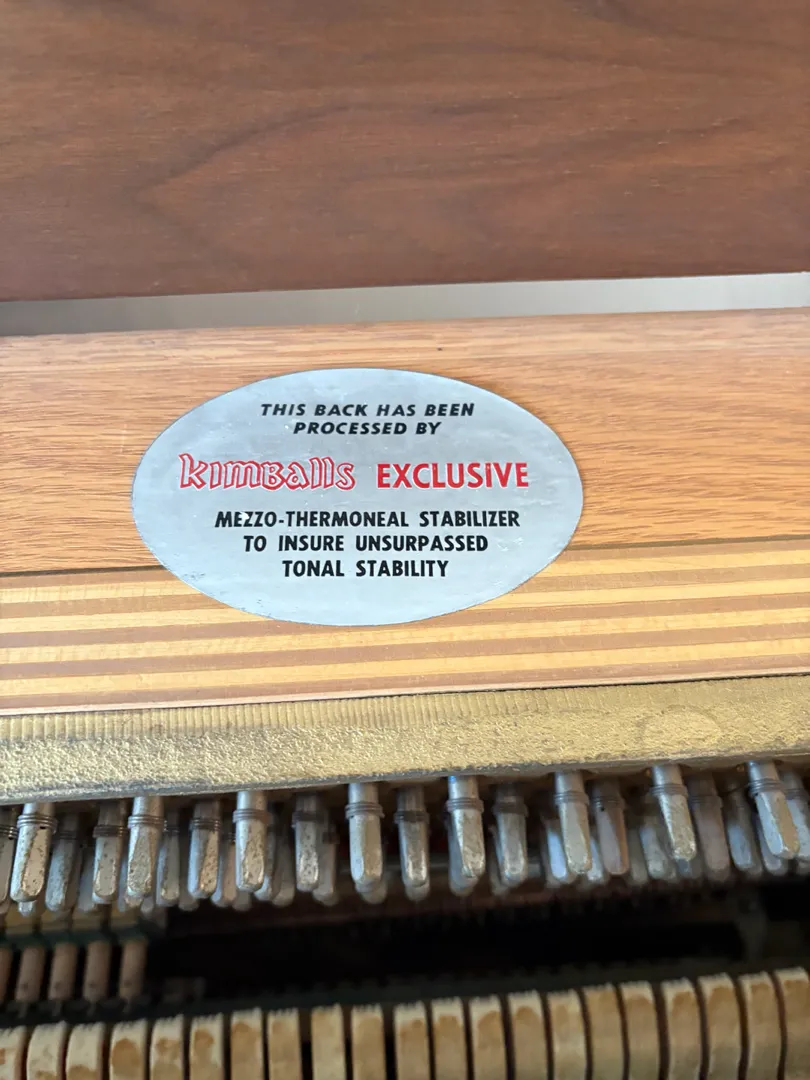 THIS BACK HAS BEEN
PROCESSED BY
kimballs EXCLUSIVE
MEZZO-THERMONEAL STABILIZER
TO INSURE UNSURPASSED
TONAL STABILITY